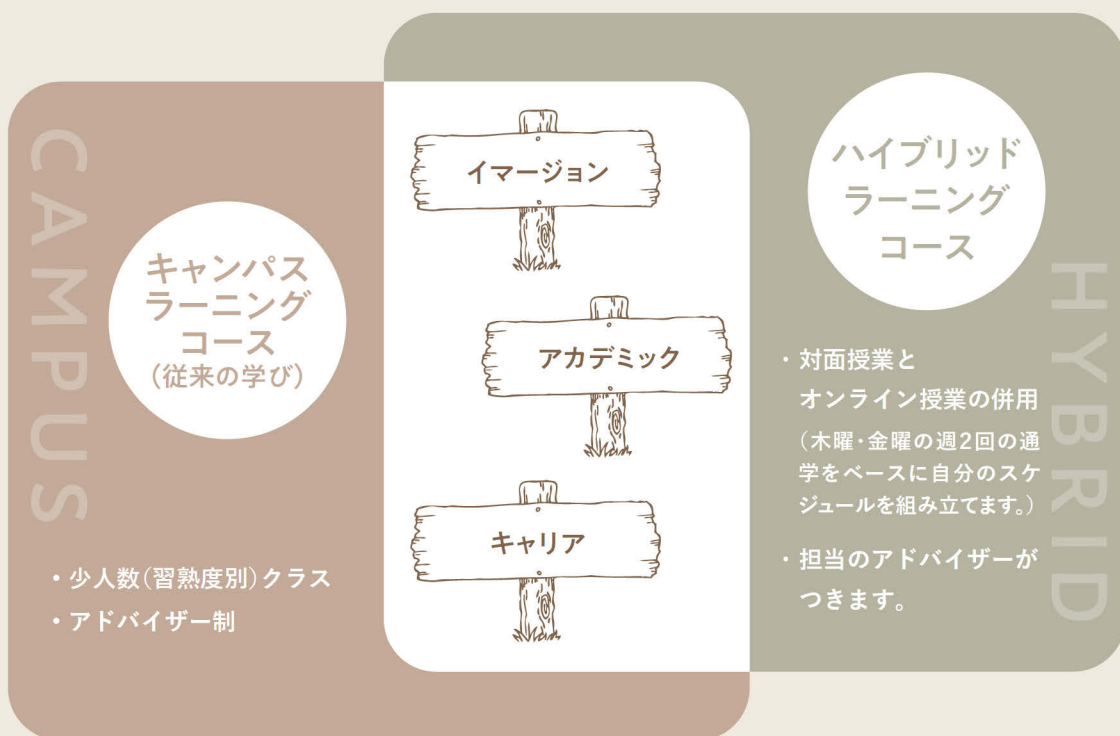 CAMPUS
キャンパス
ラーニング
コース
（従来の学び）
・少人数（習熟度別）クラス
・アドバイザー制
イマージョン
アカデミック
キャリア
ハイブリッド
ラーニング
コース
HYBRID
・対面授業と
オンライン授業の併用
（木曜・金曜の週2回の通
学をベースに自分のスケ
ジュールを組み立てます。）
・担当のアドバイザーが
つきます。